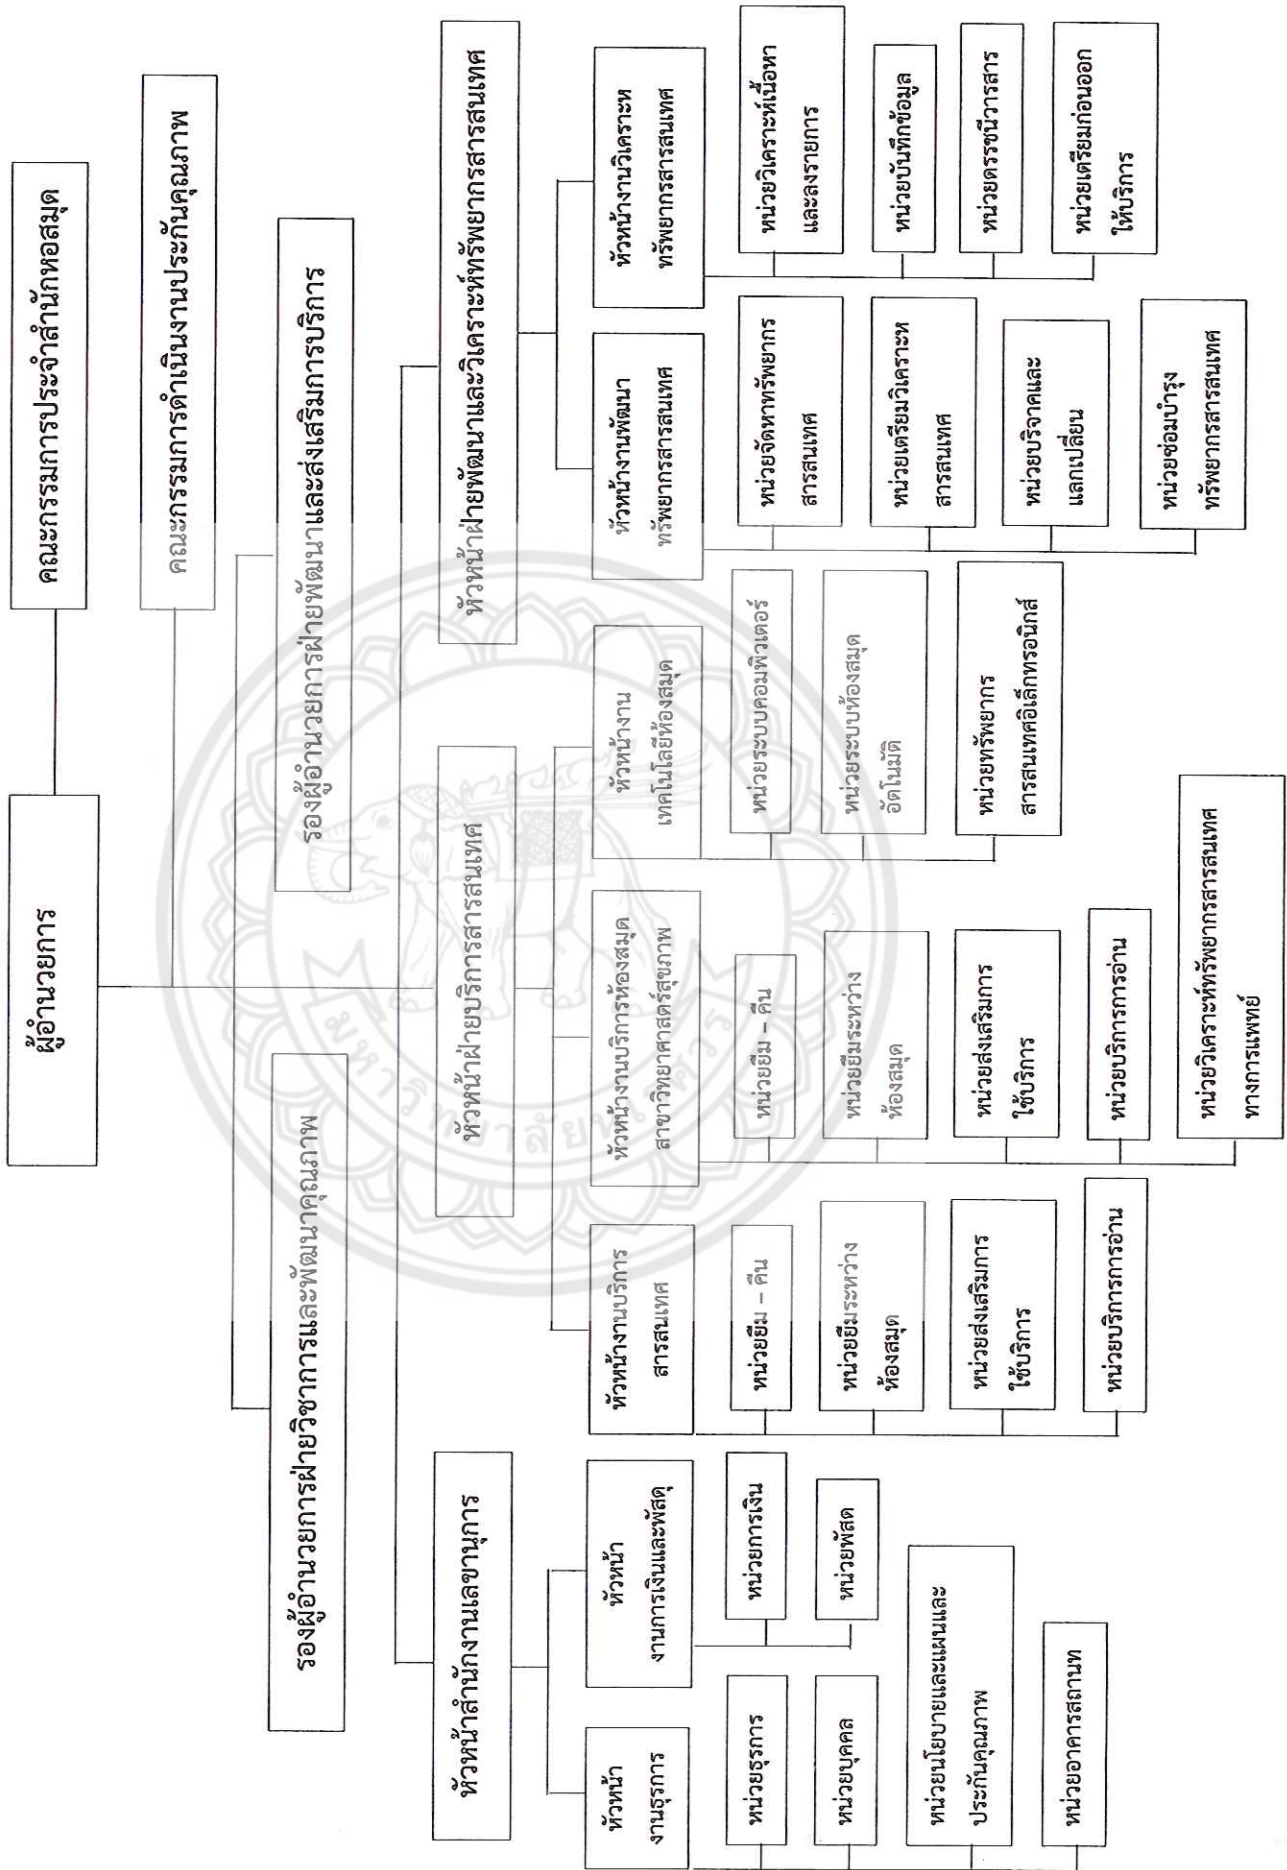 ผู้อำนวยการ
คณะกรรมการประจำสำนักหอสมุด
คณะกรรมการดำเนินงานประกันคุณภาพ
รองผู้อำนวยการฝ่ายวิชาการและพัฒนาคุณภาพ
รองผู้อำนวยการฝ่ายพัฒนาและส่งเสริมการบริการ
หัวหน้าสำนักงานเลขานุการ
หัวหน้าฝ่ายบริการสารสนเทศ
หัวหน้าฝ่ายพัฒนาและวิเคราะห์ทรัพยากรสารสนเทศ
หัวหน้า
งานธุรการ
หน่วยธุรการ
หน่วยบุคคล
หน่วยนโยบายและแผนและ
ประกันคุณภาพ
หน่วยอาคารสถานท
หัวหน้า
งานการเงินและพัสดุ
หน่วยการเงิน
หน่วยพัสด
หัวหน้างานบริการ
สารสนเทศ
หน่วยยืม – คืน
หน่วยยืมระหว่าง
ห้องสมุด
หน่วยส่งเสริมการ
ใช้บริการ
หน่วยบริการการอ่าน
หัวหน้างานบริการห้องสมุด
สาขาวิทยาศาสตร์สุขภาพ
หน่วยยืม – คืน
หน่วยยืมระหว่าง
ห้องสมุด
หน่วยส่งเสริมการ
ใช้บริการ
หน่วยบริการการอ่าน
หน่วยวิเคราะห์ทรัพยากรสารสนเทศ
ทางการแพทย์
หัวหน้างาน
เทคโนโลยีห้องสมุด
หน่วยระบบคอมพิวเตอร์
หน่วยระบบห้องสมุด
อัตโนมัติ
หน่วยทรัพยากร
สารสนเทศอิเล็กทรอนิกส์
หัวหน้างานพัฒนา
ทรัพยากรสารสนเทศ
หน่วยจัดหาทรัพยากร
สารสนเทศ
หน่วยเตรียมวิเคราะห
สารสนเทศ
หน่วยบริจาคและ
แลกเปลี่ยน
หน่วยซ่อมบำรุง
ทรัพยากรสารสนเทศ
หัวหน้างานวิเคราะห
ทรัพยากรสารสนเทศ
หน่วยวิเคราะห์เนื้อหา
และลงรายการ
หน่วยบันทึกข้อมูล
หน่วยดรรชนีวารสาร
หน่วยเตรียมก่อนออก
ให้บริการ
มหาวิทยาลัยนเรศวร